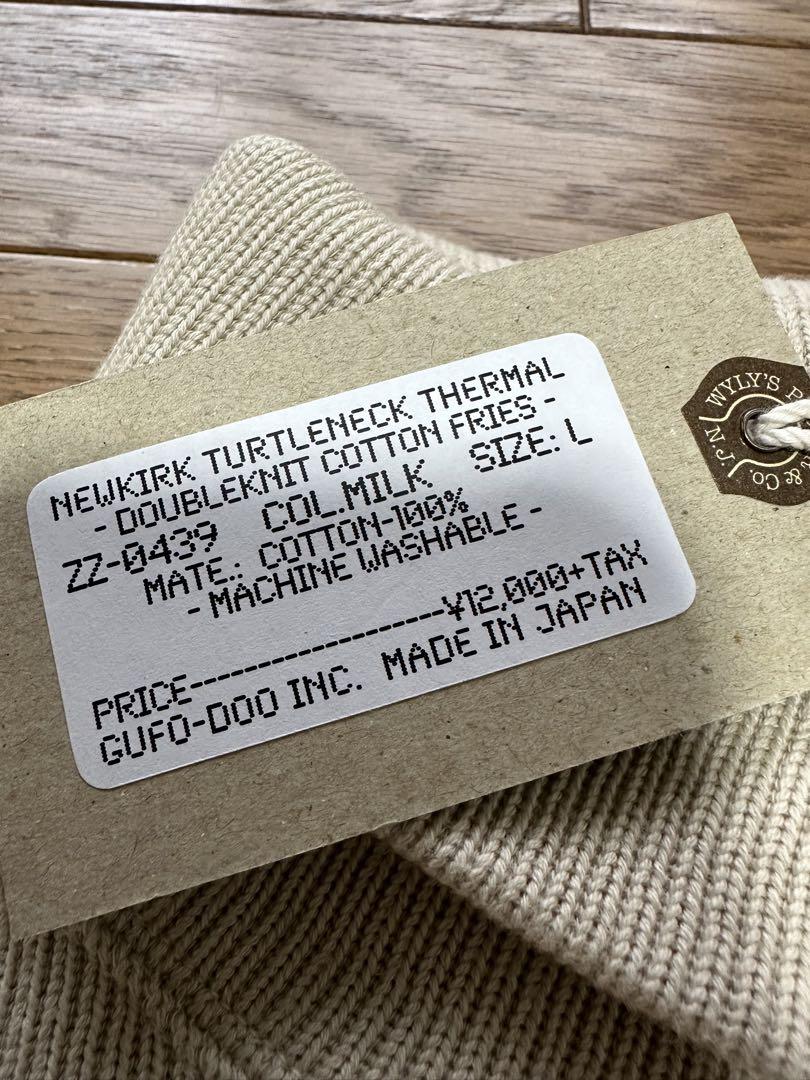 NEWKIRK TURTLENECK THERMAL
- DOUBLEKNIT COTTON FRIES -
ZZ-0439 COL.MILK SIZE: L
MATE.: COTTON-100%
- MACHINE WASHABLE -
PRICE-------------------¥12,000+TAX
GUFO-DOO INC. MADE IN JAPAN
WYLY'S
& Co